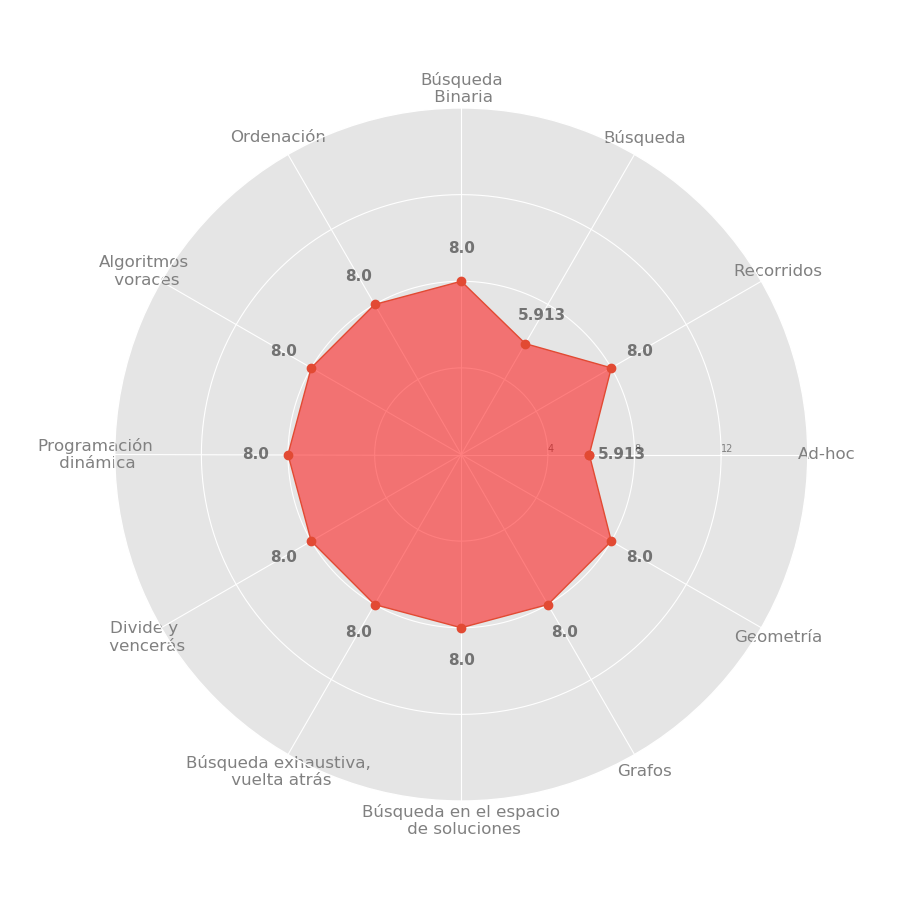 Búsqueda
Binaria
Ordenación
Búsqueda
8.0
Algoritmos
voraces
8.0
Recorridos
5.913
8.0
8.0
Programación
dinámica
8.0
4
5.913
8
12
Ad-hoc
8.0
8.0
Divide y
vencerás
8.0
8.0
Geometría
8.0
Búsqueda exhaustiva,
vuelta atrás
Grafos
Búsqueda en el espacio
de soluciones